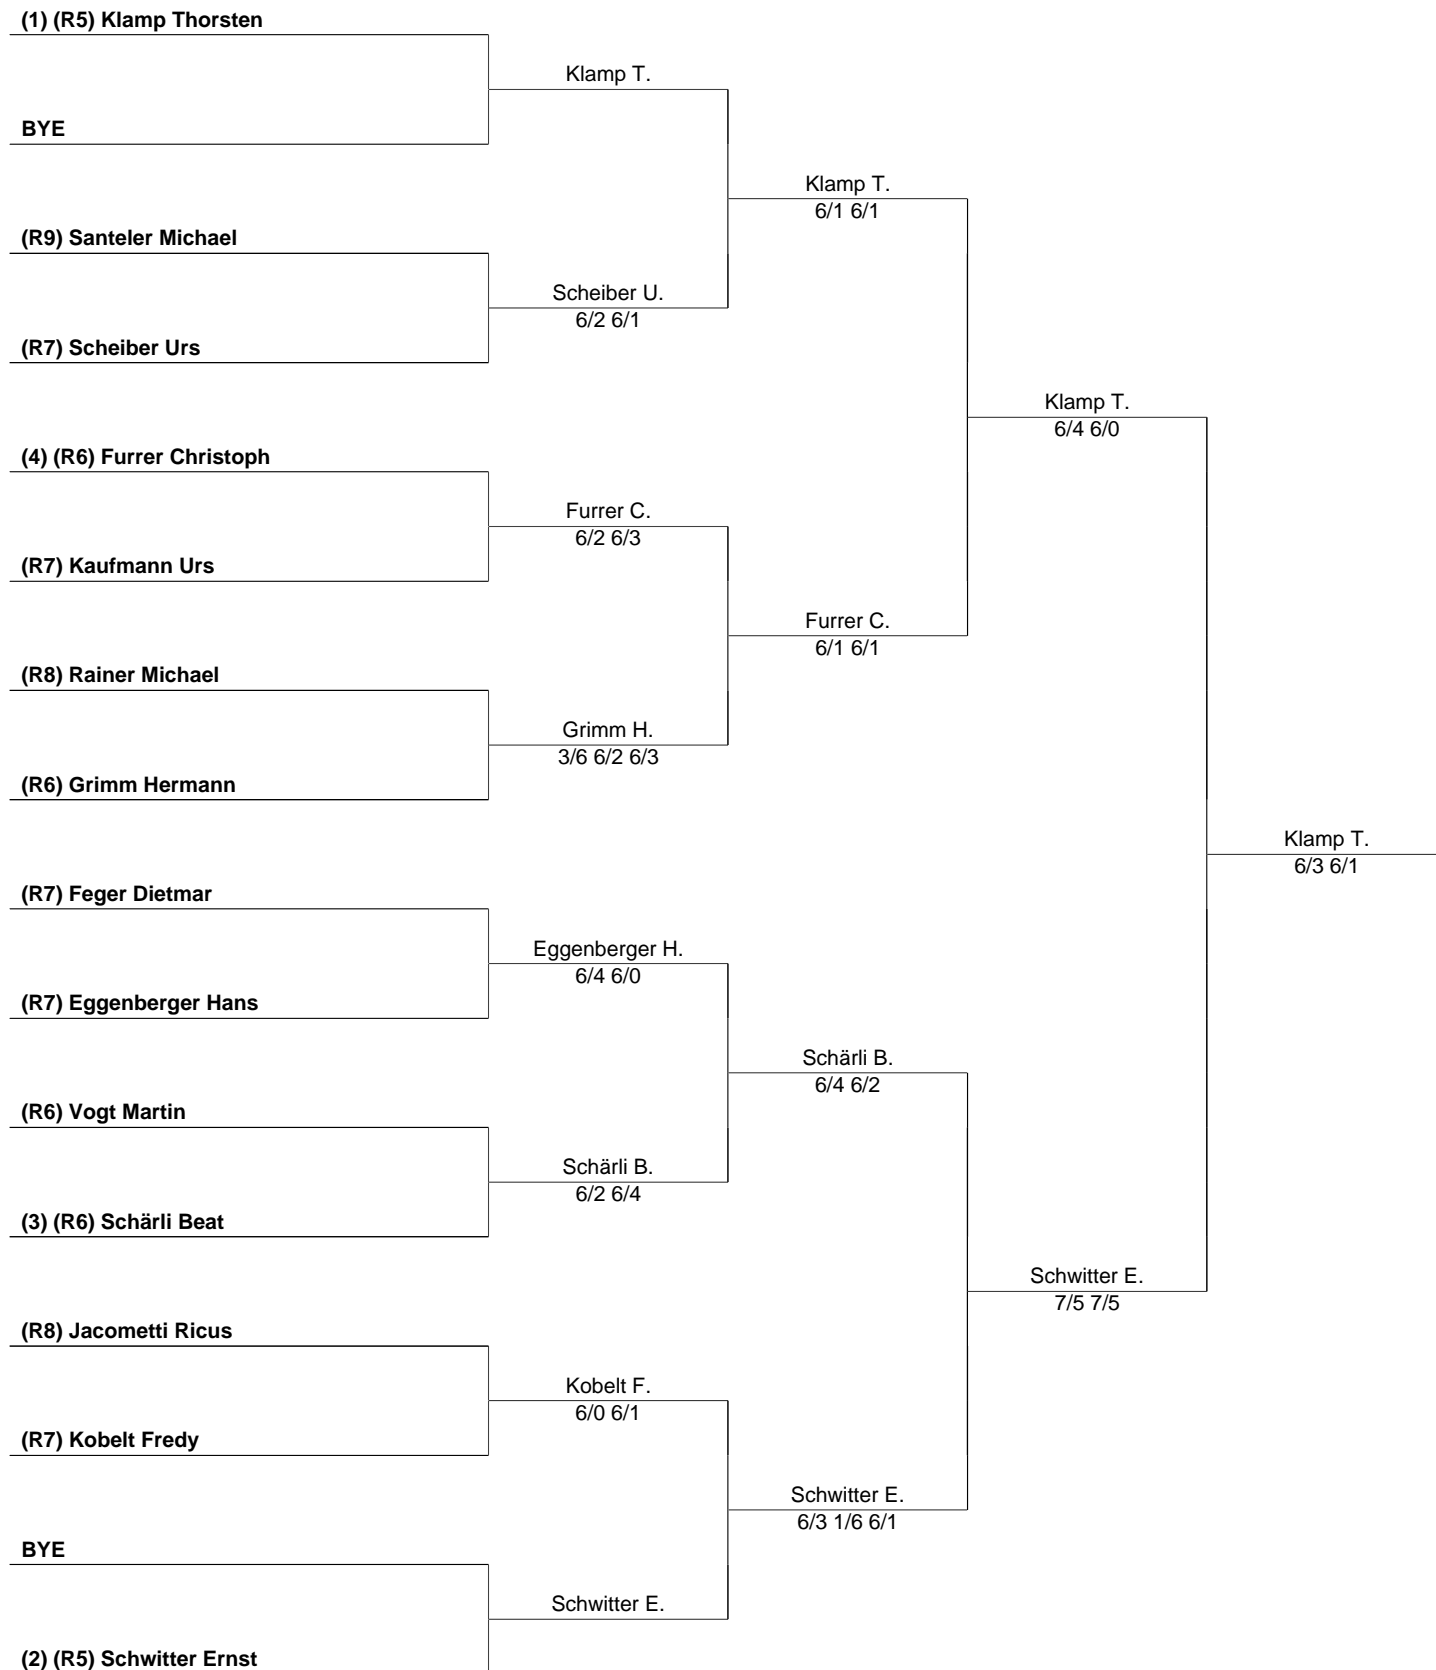 (1) (R5) Klamp Thorsten
Klamp T.
BYE
Klamp T.
6/1 6/1
(R9) Santeler Michael
Scheiber U.
6/2 6/1
(R7) Scheiber Urs
Klamp T.
6/4 6/0
(4) (R6) Furrer Christoph
Furrer C.
6/2 6/3
(R7) Kaufmann Urs
Furrer C.
6/1 6/1
(R8) Rainer Michael
Grimm H.
3/6 6/2 6/3
(R6) Grimm Hermann
Klamp T.
6/3 6/1
(R7) Feger Dietmar
Eggenberger H.
6/4 6/0
(R7) Eggenberger Hans
Schärli B.
6/4 6/2
(R6) Vogt Martin
Schärli B.
6/2 6/4
(3) (R6) Schärli Beat
Schwitter E.
7/5 7/5
(R8) Jacometti Ricus
Kobelt F.
6/0 6/1
(R7) Kobelt Fredy
Schwitter E.
6/3 1/6 6/1
BYE
Schwitter E.
(2) (R5) Schwitter Ernst